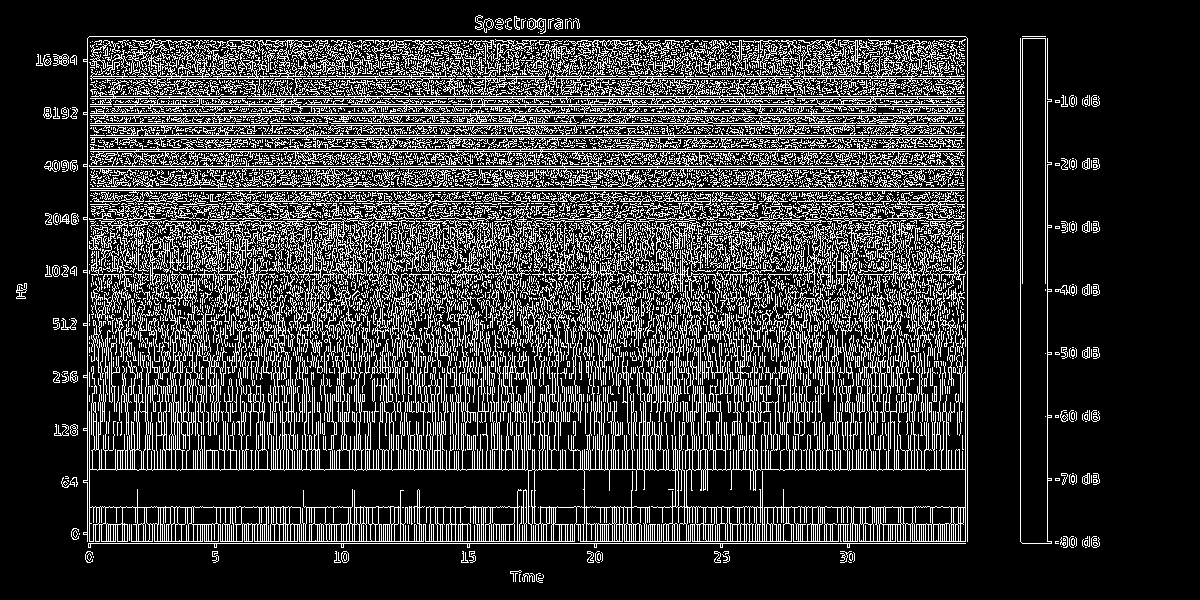 Spectrogram
16384
8192
4096
2048
1024
512
256
128
64
0
Hz
0 5 10 15 20 25 30
Time
-10 dB
-20 dB
-30 dB
-40 dB
-50 dB
-60 dB
-70 dB
-80 dB